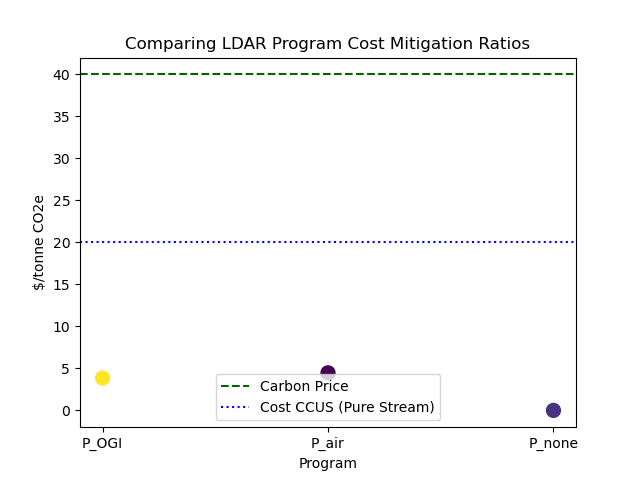 Comparing LDAR Program Cost Mitigation Ratios
40
35
30
25
20
15
10
5
0
$/tonne CO2e
Carbon Price
Cost CCUS (Pure Stream)
P_OGI
P_air
P_none
Program